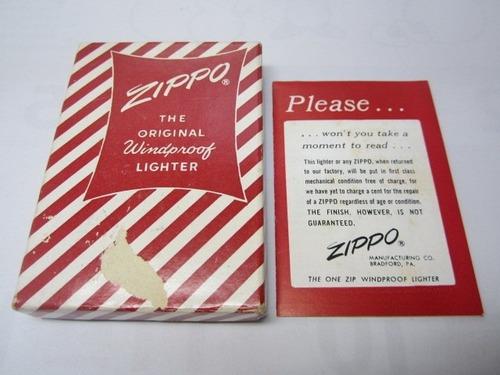 ZIPPO®
THE
ORIGINAL
Windproof
LIGHTER
Please...
...won't you take a
moment to read...
This lighter or any ZIPPO, when returned
to our factory, will be put in first class
mechanical condition free of charge, for
we have yet to charge a cent for the repair
of a ZIPPO regardless of age or condition.
THE FINISH, HOWEVER, IS NOT
GUARANTEED.
ZIPPO®
MANUFACTURING CO.
BRADFORD, PA.
THE ONE ZIP WINDPROOF LIGHTER